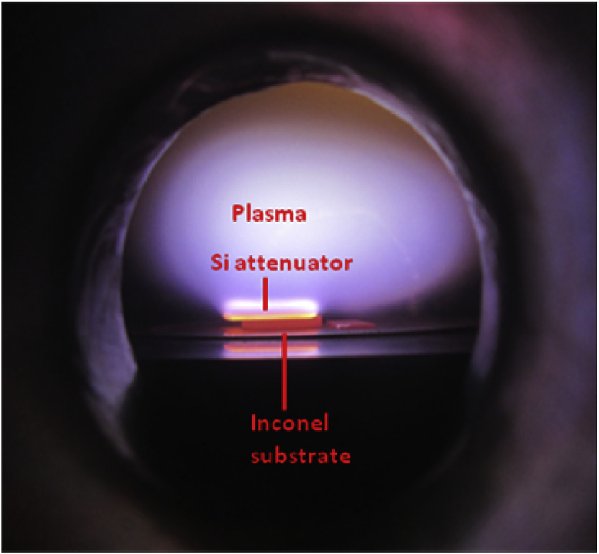 Plasma
Si attenuator
Inconel
substrate